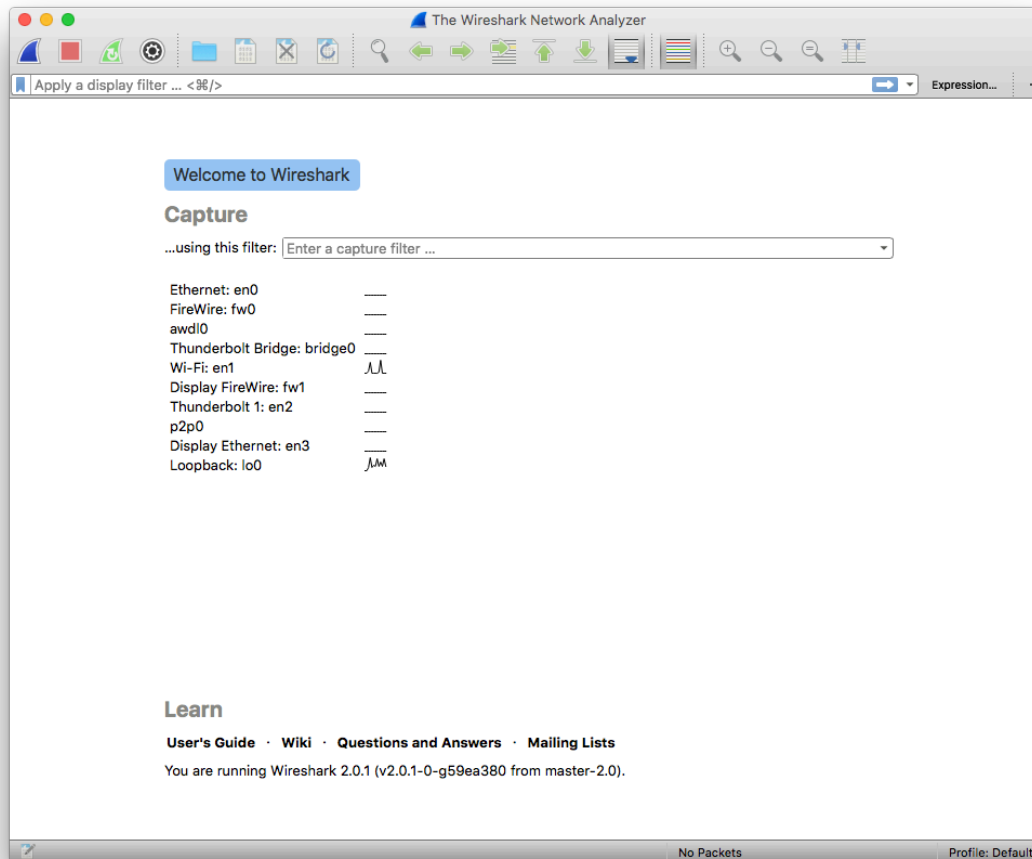 The Wireshark Network Analyzer
Apply a display filter ... <⌘/>
Expression...
Welcome to Wireshark
Capture
...using this filter: Enter a capture filter ...
Ethernet: en0
FireWire: fw0
awdl0
Thunderbolt Bridge: bridge0
Wi-Fi: en1
Display FireWire: fw1
Thunderbolt 1: en2
p2p0
Display Ethernet: en3
Loopback: lo0
Learn
User's Guide · Wiki · Questions and Answers · Mailing Lists
You are running Wireshark 2.0.1 (v2.0.1-0-g59ea380 from master-2.0).
No Packets
Profile: Default